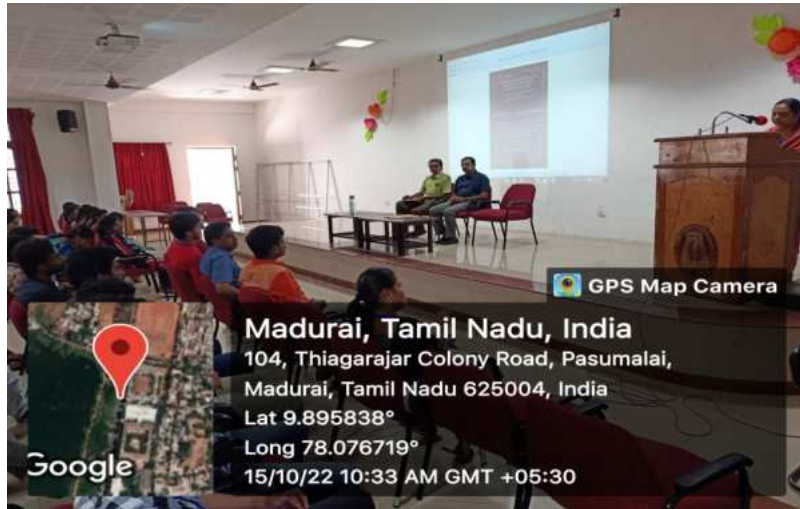 GPS Map Camera
Madurai, Tamil Nadu, India
104, Thiagarajar Colony Road, Pasumalai,
Madurai, Tamil Nadu 625004, India
Lat 9.895838°
Long 78.076719°
Google
15/10/22 10:33 AM GMT +05:30